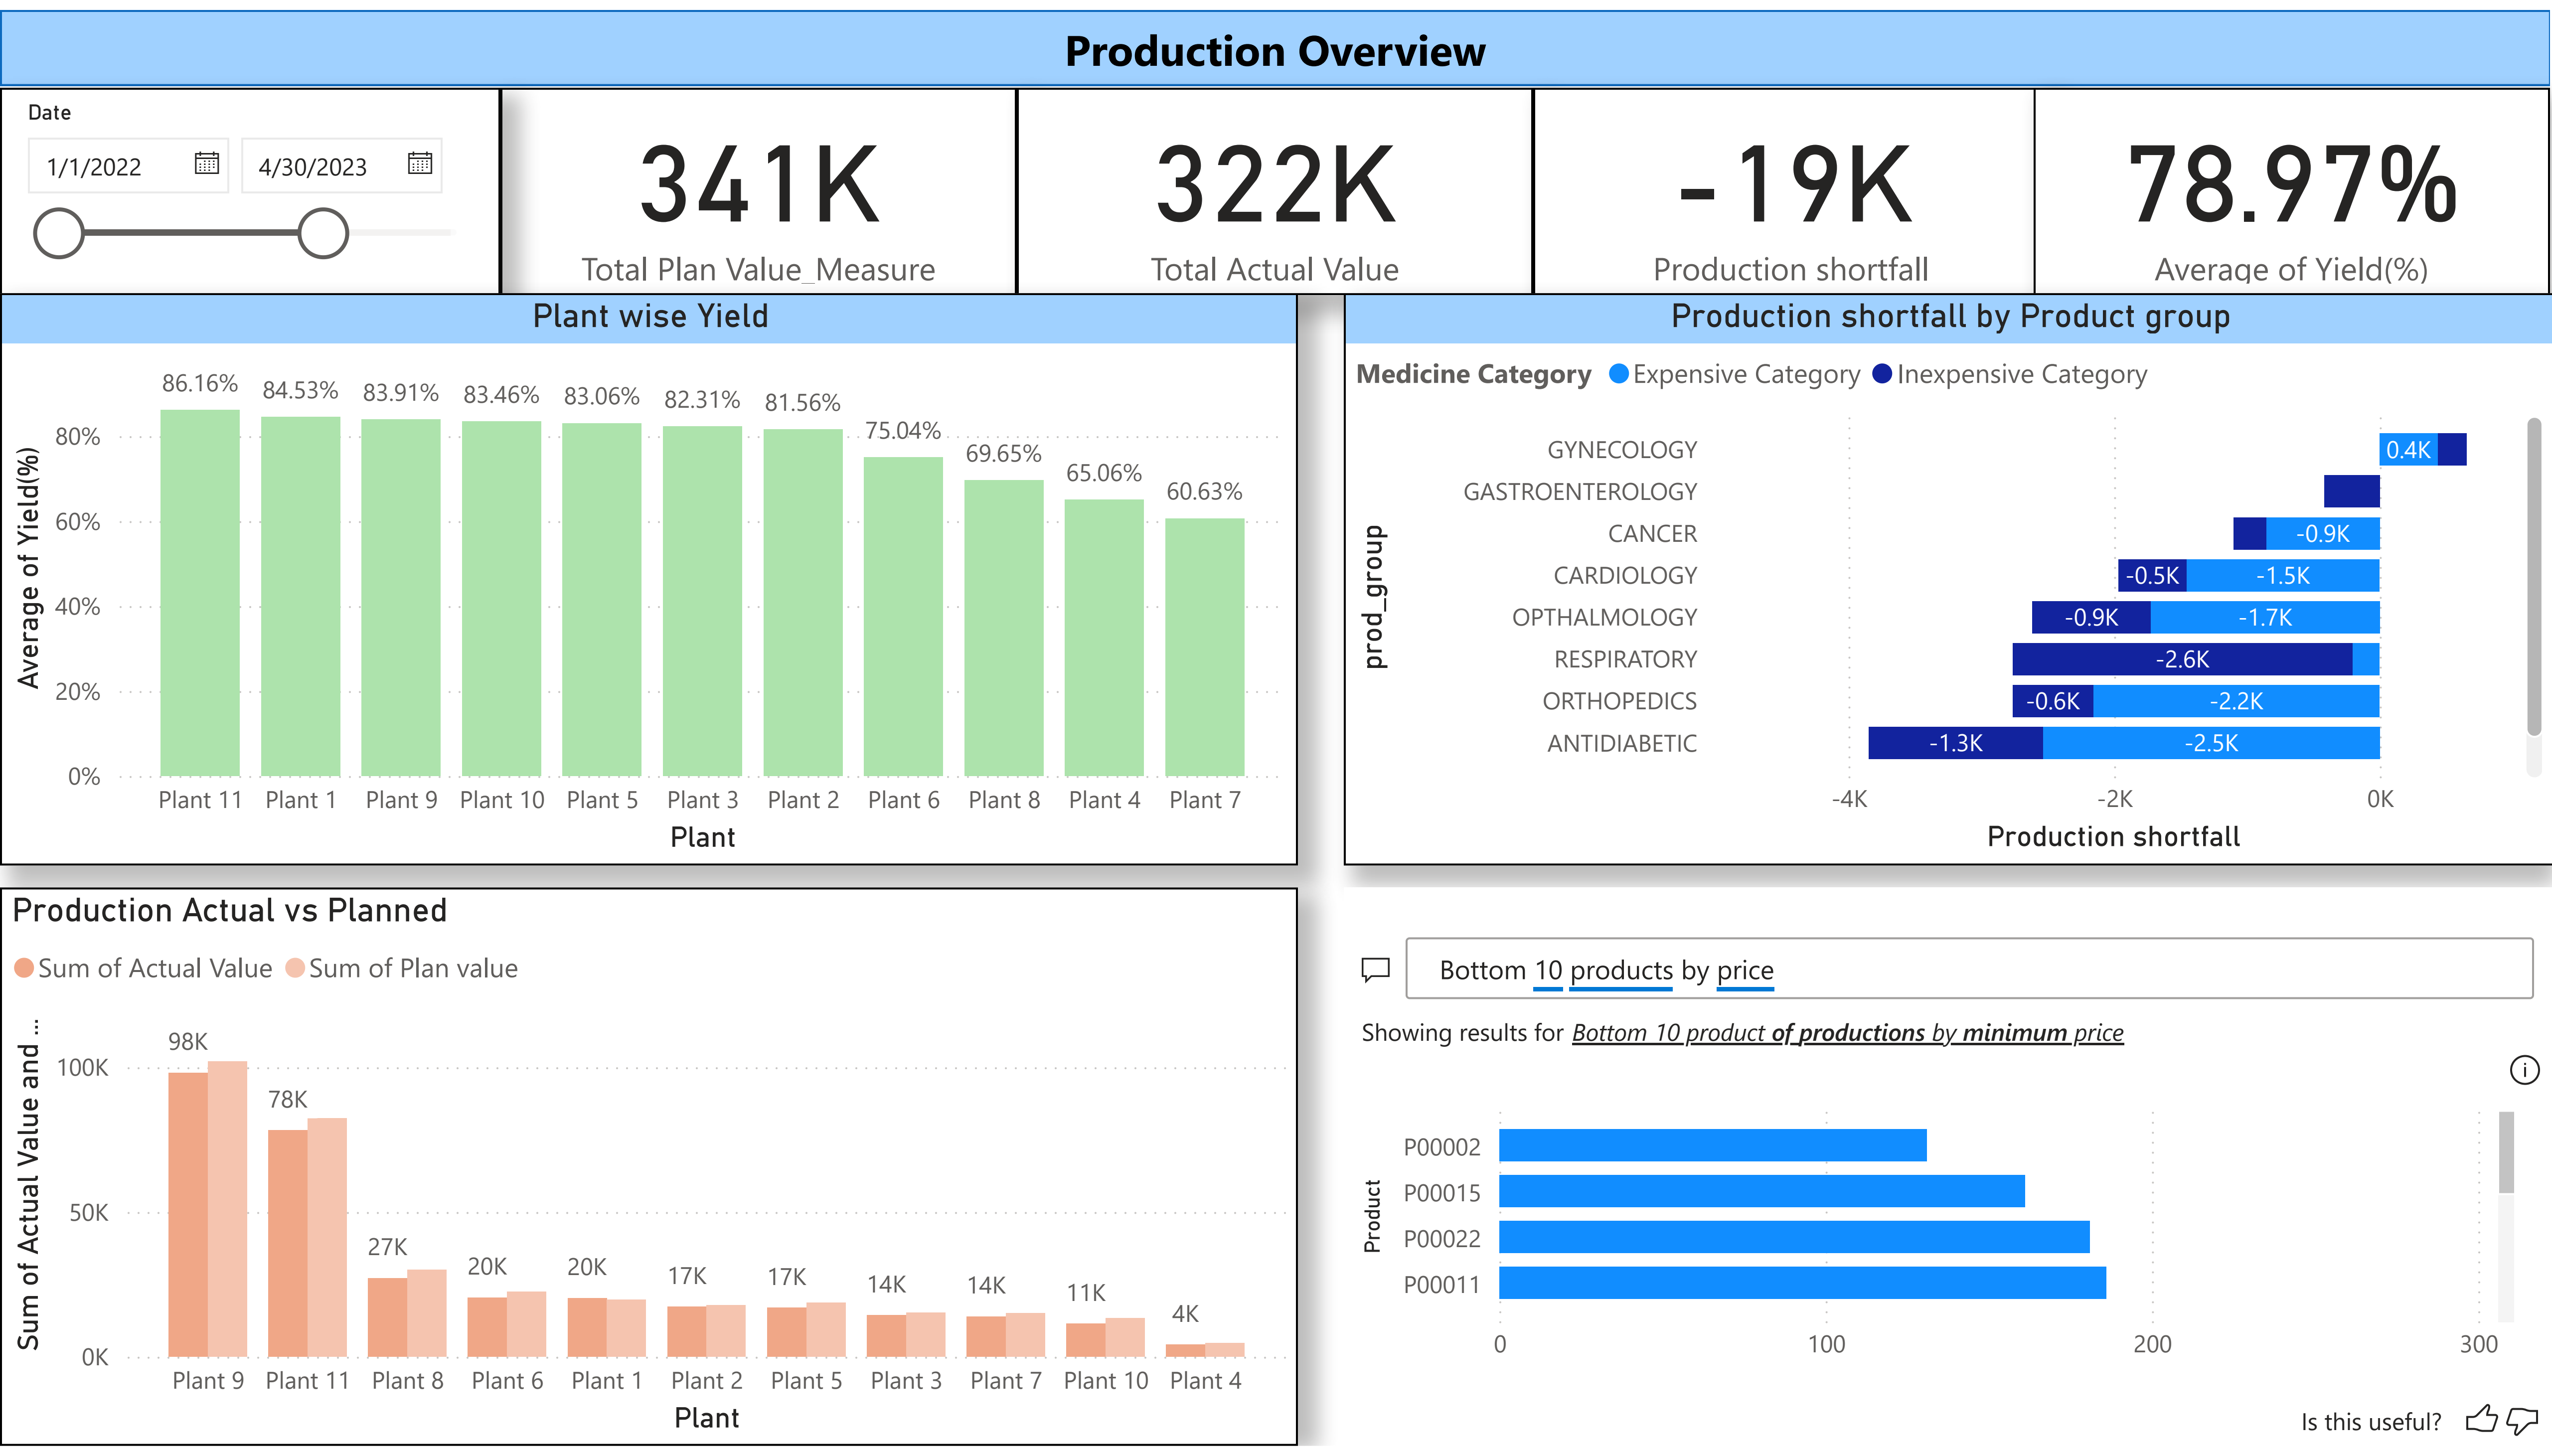 Production Overview
Date
1/1/2022
4/30/2023
341K
Total Plan Value_Measure
322K
Total Actual Value
-19K
Production shortfall
78.97%
Average of Yield(%)
Plant wise Yield
Average of Yield(%)
80%
60%
40%
20%
0%
86.16% 84.53% 83.91% 83.46% 83.06% 82.31% 81.56% 75.04% 69.65% 65.06% 60.63%
Plant 11 Plant 1 Plant 9 Plant 10 Plant 5 Plant 3 Plant 2 Plant 6 Plant 8 Plant 4 Plant 7
Plant
Production shortfall by Product group
Medicine Category Expensive Category Inexpensive Category
prod_group
GYNECOLOGY 0.4K
GASTROENTEROLOGY
CANCER -0.9K
CARDIOLOGY -0.5K -1.5K
OPTHALMOLOGY -0.9K -1.7K
RESPIRATORY -2.6K
ORTHOPEDICS -0.6K -2.2K
ANTIDIABETIC -1.3K -2.5K
-4K -2K 0K
Production shortfall
Production Actual vs Planned
Sum of Actual Value Sum of Plan value
Sum of Actual Value and ...
100K
50K
0K
98K 78K 27K 20K 20K 17K 17K 14K 14K 11K 4K
Plant 9 Plant 11 Plant 8 Plant 6 Plant 1 Plant 2 Plant 5 Plant 3 Plant 7 Plant 10 Plant 4
Plant
Bottom 10 products by price
Showing results for Bottom 10 product of productions by minimum price
Product
P00002
P00015
P00022
P00011
0 100 200 300
Is this useful?